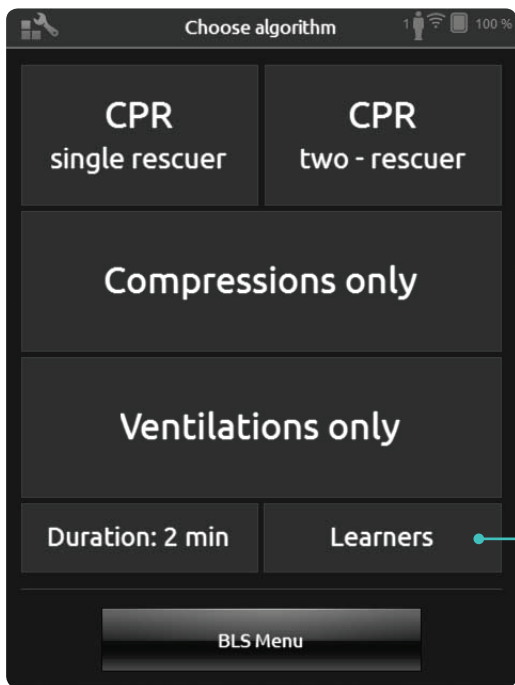 Choose algorithm 1 100 %
CPR
single rescuer
CPR
two - rescuer
Compressions only
Ventilations only
Duration: 2 min
Learners
BLS Menu